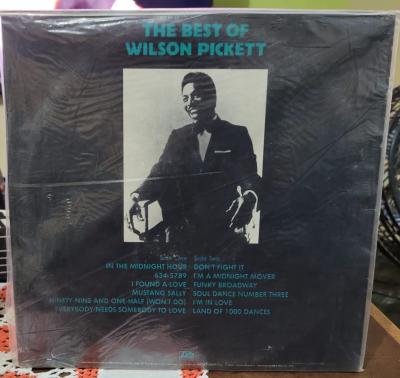 THE BEST OF
WILSON PICKETT
Side One
IN THE MIDNIGHT HOUR
634-5789
I FOUND A LOVE
MUSTANG SALLY
NINETY-NINE AND ONE-HALF (WON'T DO)
EVERYBODY NEEDS SOMEBODY TO LOVE
Side Two
DON'T FIGHT IT
I'M A MIDNIGHT MOVER
FUNKY BROADWAY
SOUL DANCE NUMBER THREE
I'M IN LOVE
LAND OF 1000 DANCES